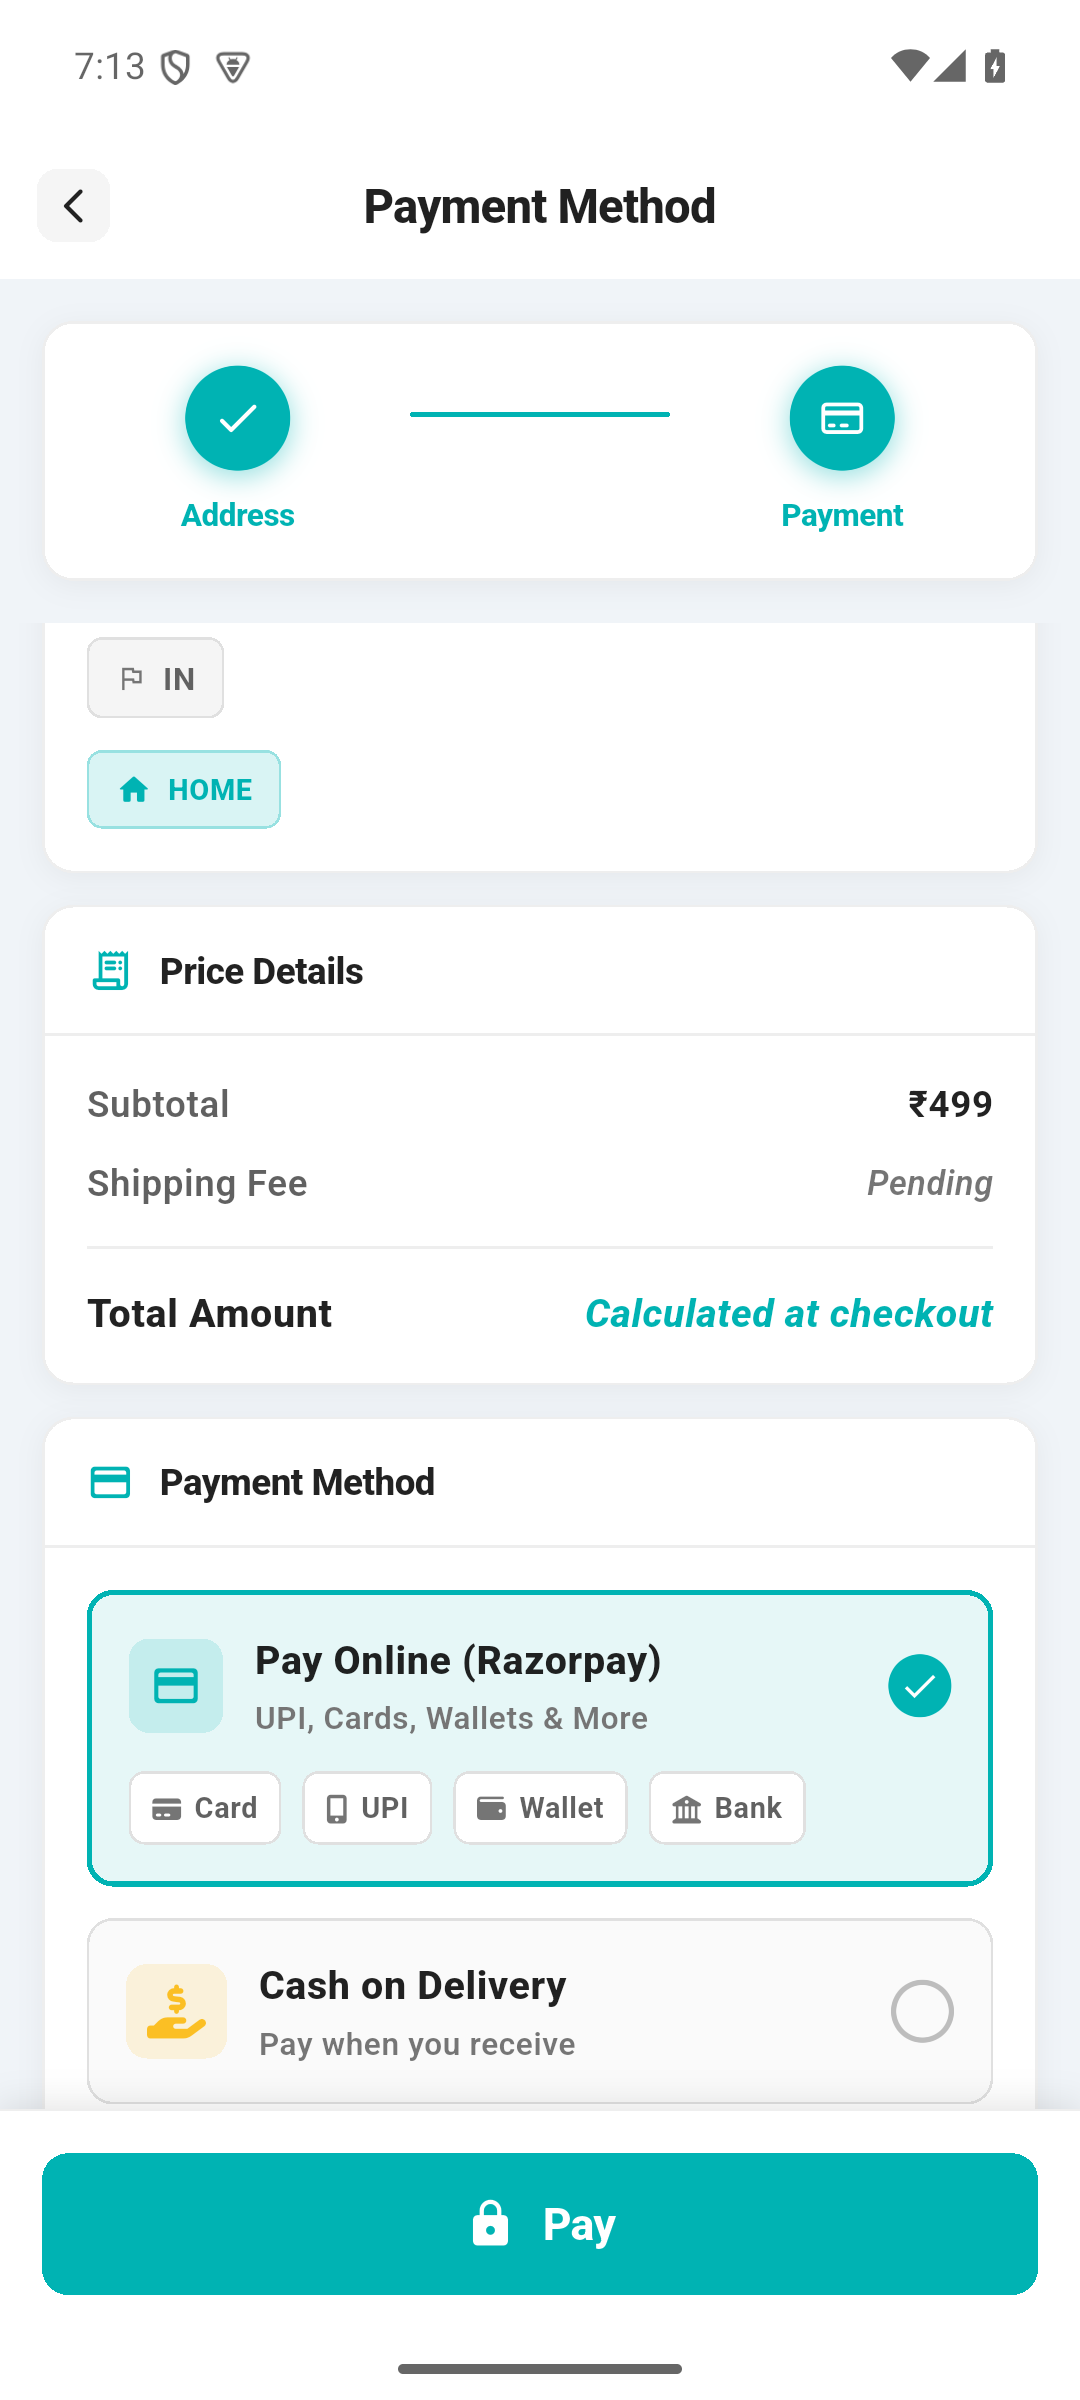 7:13
Payment Method
Address
Payment
IN
HOME
Price Details
Subtotal ₹499
Shipping Fee Pending
Total Amount Calculated at checkout
Payment Method
Pay Online (Razorpay)
UPI, Cards, Wallets & More
Card UPI Wallet Bank
Cash on Delivery
Pay when you receive
Pay